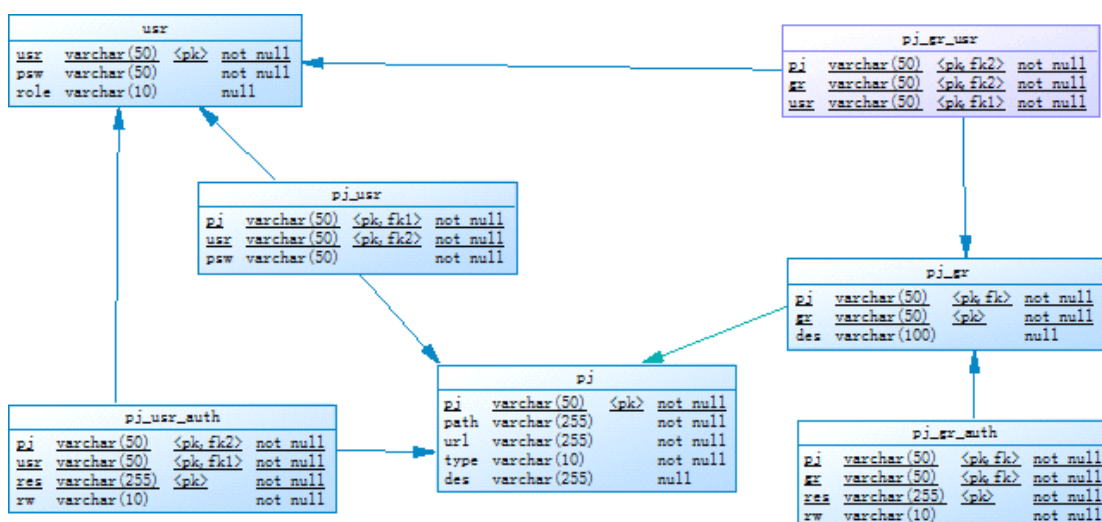 usr
usr varchar(50) <pk> not null
psw varchar(50) not null
role varchar(10) null
pj_gr_usr
pj varchar(50) <pk,fk2> not null
gr varchar(50) <pk,fk2> not null
usr varchar(50) <pk,fk1> not null
pj_usr
pj varchar(50) <pk,fk1> not null
usr varchar(50) <pk,fk2> not null
psw varchar(50) not null
pj_gr
pj varchar(50) <pk,fk> not null
gr varchar(50) <pk> not null
des varchar(100) null
pj
pj varchar(50) <pk> not null
path varchar(255) not null
url varchar(255) not null
type varchar(10) not null
des varchar(255) null
pj_usr_auth
pj varchar(50) <pk,fk2> not null
usr varchar(50) <pk,fk1> not null
res varchar(255) <pk> not null
rw varchar(10) not null
pj_gr_auth
pj varchar(50) <pk,fk> not null
gr varchar(50) <pk,fk> not null
res varchar(255) <pk> not null
rw varchar(10) not null